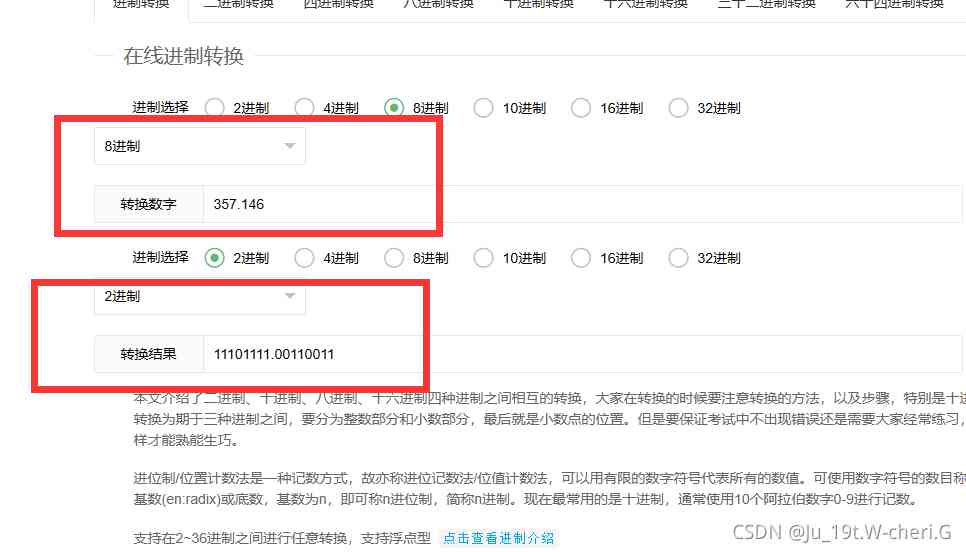 进制转换 二进制转换 四进制转换 八进制转换 十进制转换 十六进制转换 三十二进制转换 六十四进制转换
在线进制转换
进制选择 2进制 4进制 8进制 10进制 16进制 32进制
8进制
转换数字 357.146
进制选择 2进制 4进制 8进制 10进制 16进制 32进制
2进制
转换结果 11101111.00110011
本文介绍了二进制、十进制、八进制、十六进制四种进制之间相互的转换，大家在转换的时候要注意转换的方法，以及步骤，特别是十进
转换为期于三种进制之间，要分为整数部分和小数部分，最后就是小数点的位置。但是要保证考试中不出现错误还是需要大家经常练习，
样才能熟能生巧。
进位制/位置计数法是一种记数方式，故亦称进位记数法/位值计数法，可以用有限的数字符号代表所有的数值。可使用数字符号的数目称
基数(en:radix)或底数，基数为n，即可称n进位制，简称n进制。现在最常用的是十进制，通常使用10个阿拉伯数字0-9进行记数。
支持在2~36进制之间进行任意转换，支持浮点型 点击查看进制介绍
CSDN @Ju_19t.W-cheri.G